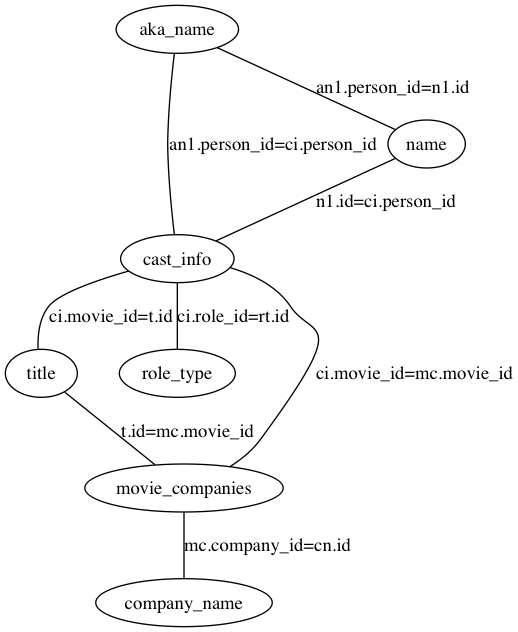 aka_name
an1.person_id=n1.id
an1.person_id=ci.person_id
name
n1.id=ci.person_id
cast_info
ci.movie_id=t.id
ci.role_id=rt.id
title
role_type
ci.movie_id=mc.movie_id
t.id=mc.movie_id
movie_companies
mc.company_id=cn.id
company_name